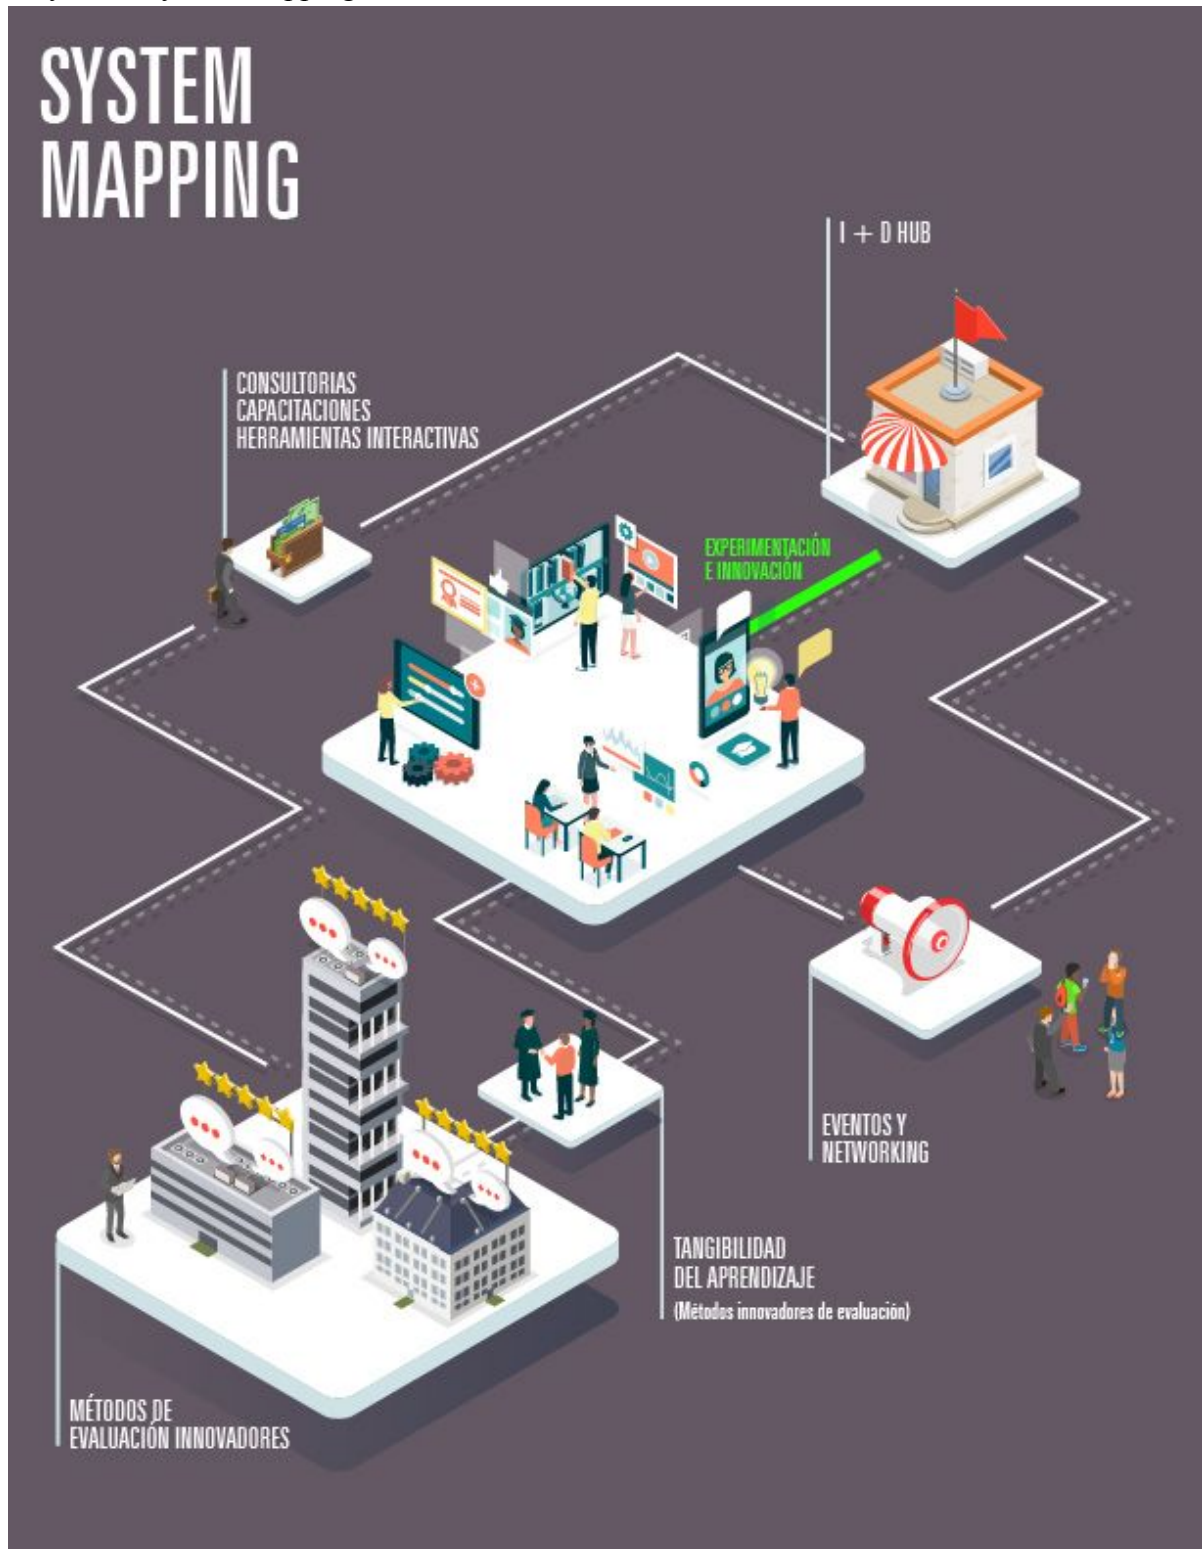 SYSTEM
MAPPING
I + D HUB
CONSULTORIAS
CAPACITACIONES
HERRAMIENTAS INTERACTIVAS
EXPERIMENTACIÓN
E INNOVACIÓN
EVENTOS Y
NETWORKING
TANGIBILIDAD
DEL APRENDIZAJE
(Métodos innovadores de evaluación)
MÉTODOS DE
EVALUACIÓN INNOVADORES